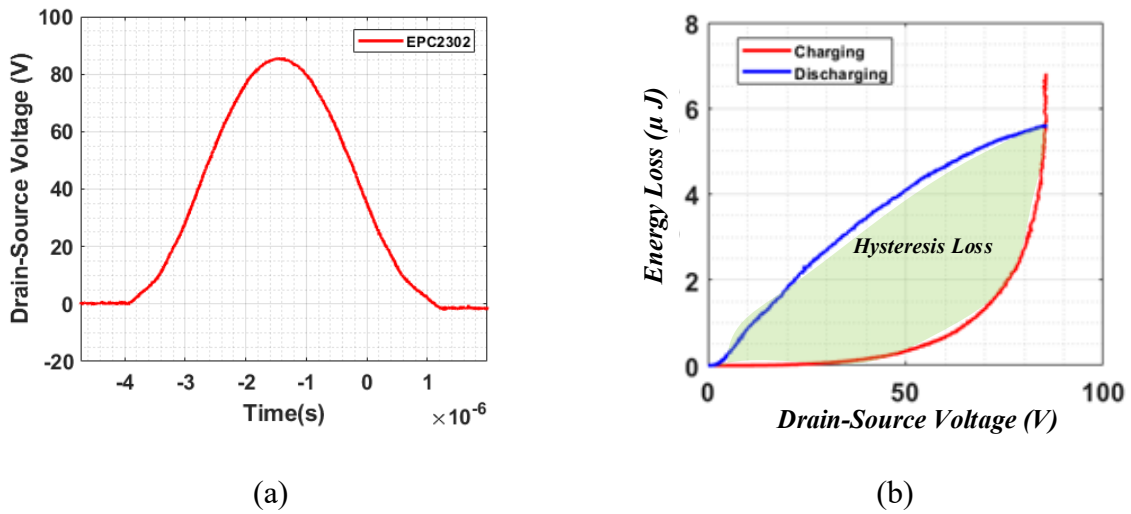 100
80
60
40
20
0
-20
Drain-Source Voltage (V)
EPC2302
-4 -3 -2 -1 0 1
×10⁻⁶
Time(s)
(a)
8
6
4
2
0
Energy Loss (µ J)
Charging
Discharging
Hysteresis Loss
0 50 100
Drain-Source Voltage (V)
(b)